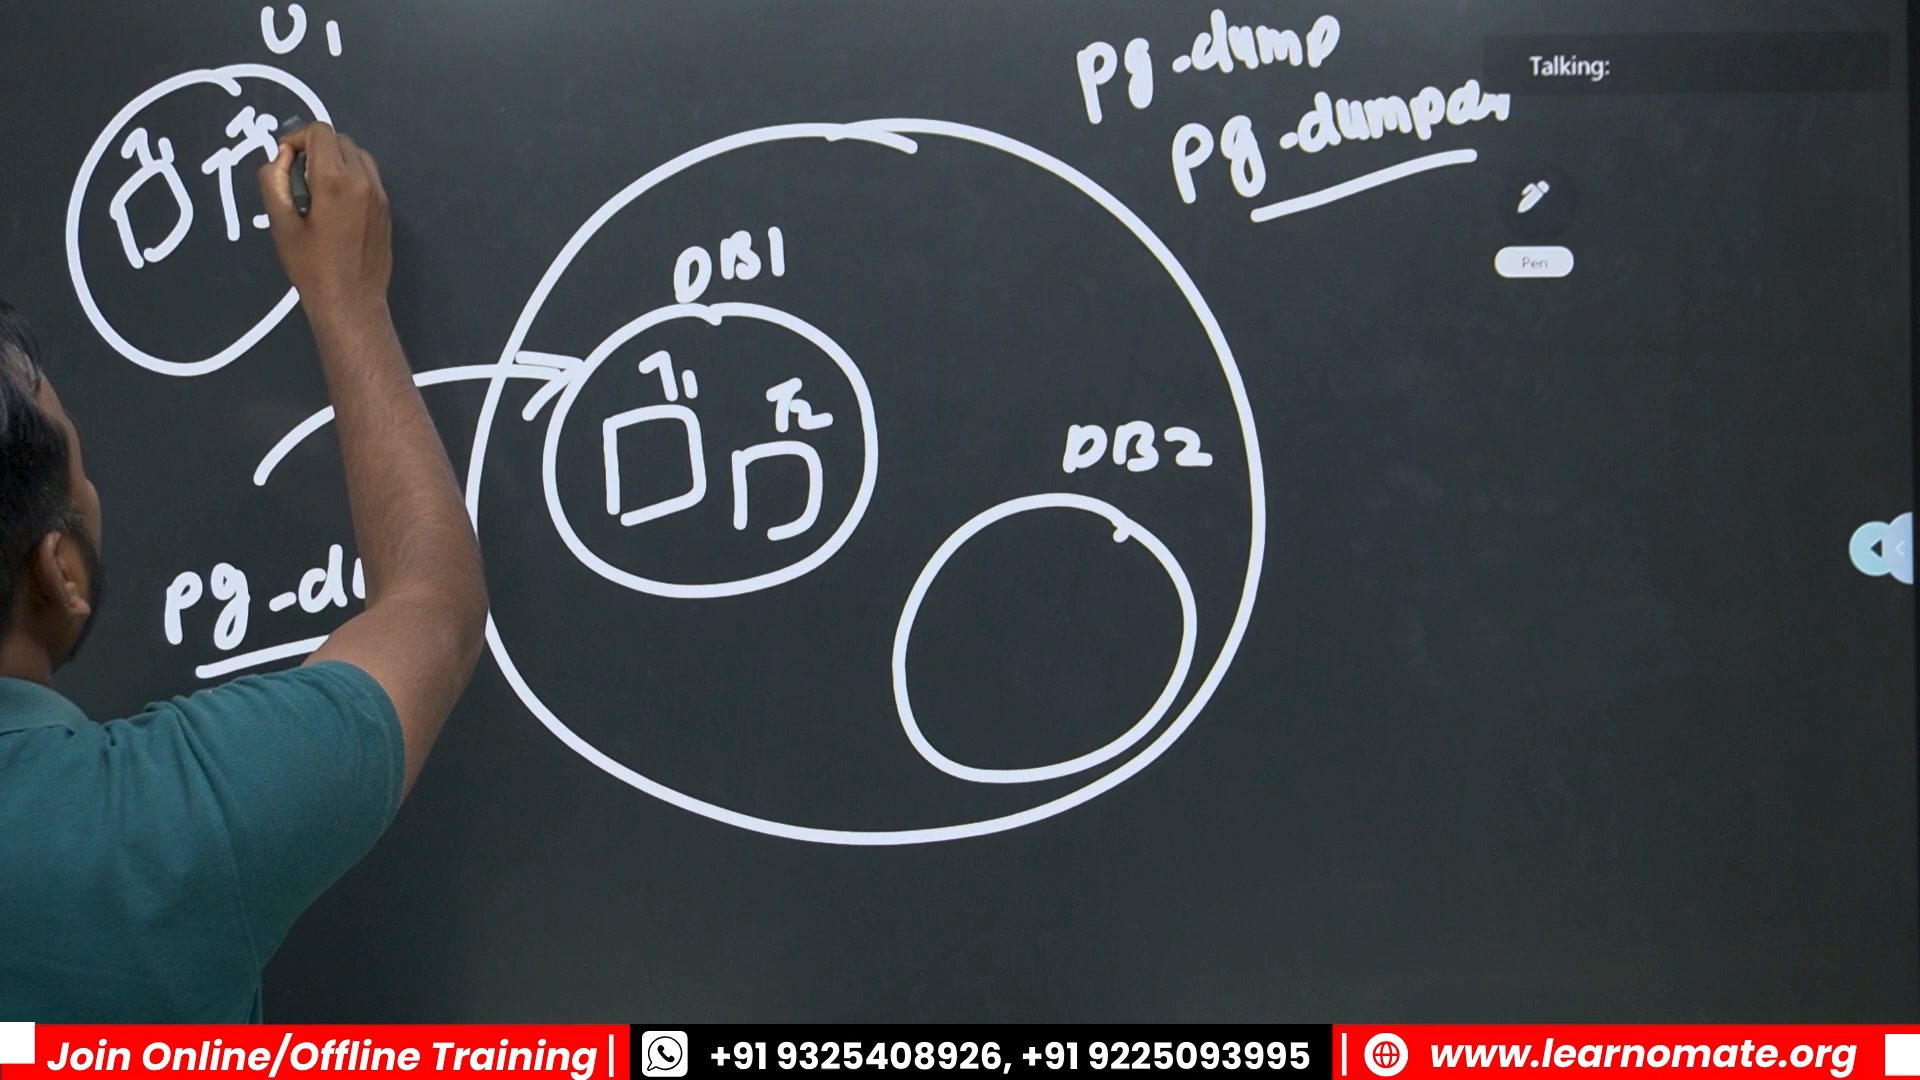 U1
pg-dump
Talking:
pg-dumpall
T1
Pen
DB1
T1
T2
DB2
Join Online/Offline Training | +91 9325408926, +91 9225093995 | www.learnomate.org